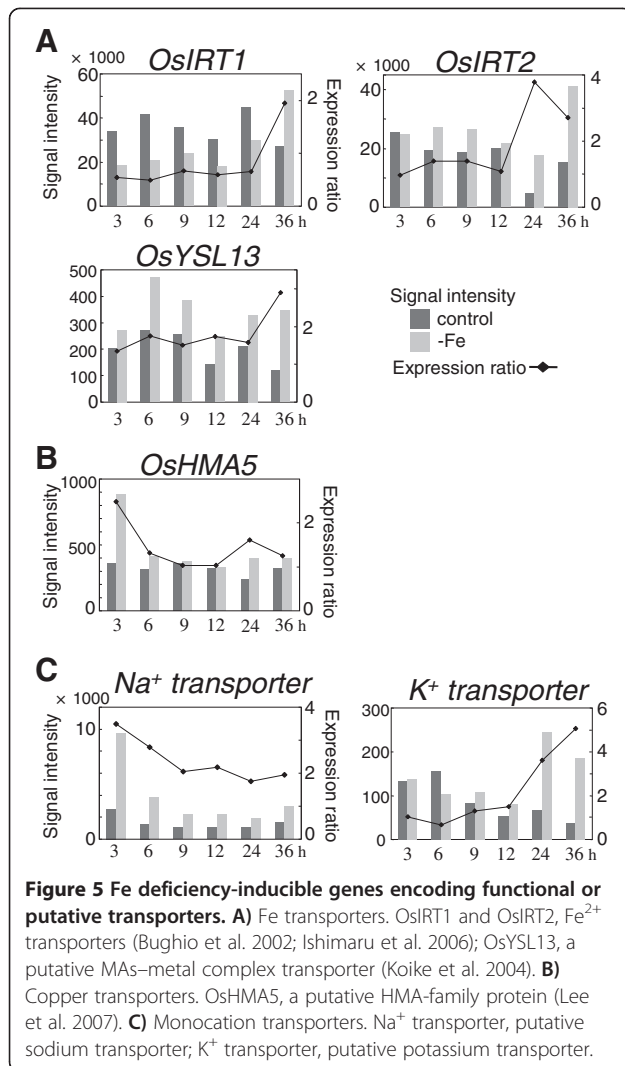 A
× 1000
OsIRT1
60
40
20
0
Signal intensity
2
1
0
Expression ratio
3 6 9 12 24 36 h
× 1000
OsIRT2
40
20
0
4
2
0
3 6 9 12 24 36 h
OsYSL13
500
400
300
200
100
0
2
0
3 6 9 12 24 36 h
Signal intensity
control
-Fe
Expression ratio
B
OsHMA5
1000
500
0
Signal intensity
2
1
0
Expression ratio
3 6 9 12 24 36 h
C
× 1000
Na⁺ transporter
10
0
Signal intensity
4
2
0
Expression ratio
3 6 9 12 24 36 h
K⁺ transporter
300
200
100
0
6
4
2
0
3 6 9 12 24 36 h
Figure 5 Fe deficiency-inducible genes encoding functional or
putative transporters. A) Fe transporters. OsIRT1 and OsIRT2, Fe²⁺
transporters (Bughio et al. 2002; Ishimaru et al. 2006); OsYSL13, a
putative MAs–metal complex transporter (Koike et al. 2004). B)
Copper transporters. OsHMA5, a putative HMA-family protein (Lee
et al. 2007). C) Monocation transporters. Na⁺ transporter, putative
sodium transporter; K⁺ transporter, putative potassium transporter.